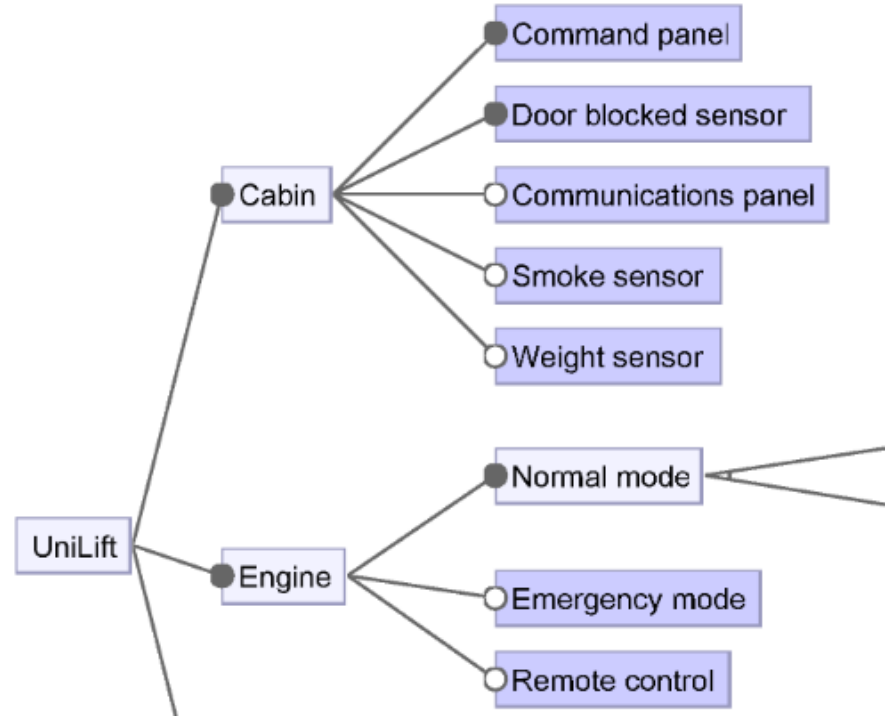 Command panel
Door blocked sensor
Cabin
Communications panel
Smoke sensor
Weight sensor
Normal mode
UniLift
Engine
Emergency mode
Remote control